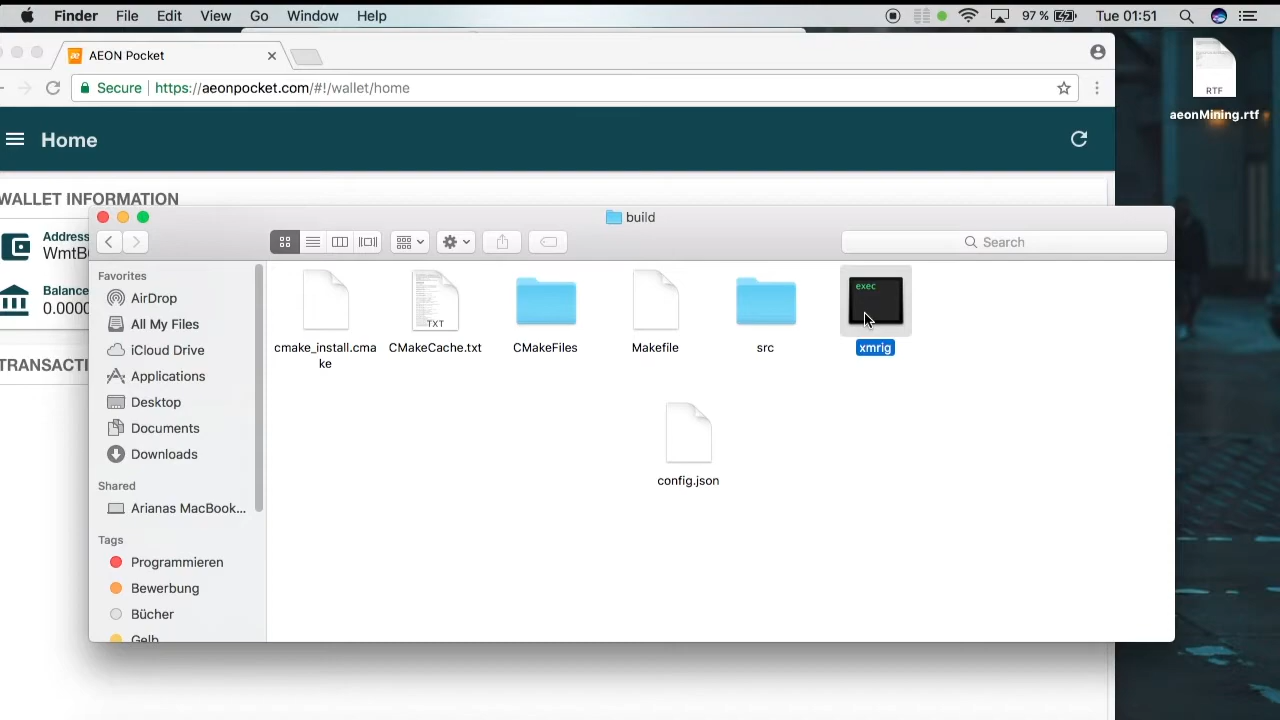 Finder File Edit View Go Window Help 97 % Tue 01:51
AEON Pocket
Secure https://aeonpocket.com/#!/wallet/home
RTF
aeonMining.rtf
Home
WALLET INFORMATION
Address
WmtB
Balance
0.0000
TRANSACTI
build
Search
Favorites
AirDrop
All My Files
iCloud Drive
Applications
Desktop
Documents
Downloads
Shared
Arianas MacBook...
Tags
Programmieren
Bewerbung
Bücher
Gelb
TXT
exec
cmake_install.cma
ke
CMakeCache.txt
CMakeFiles
Makefile
src
xmrig
config.json